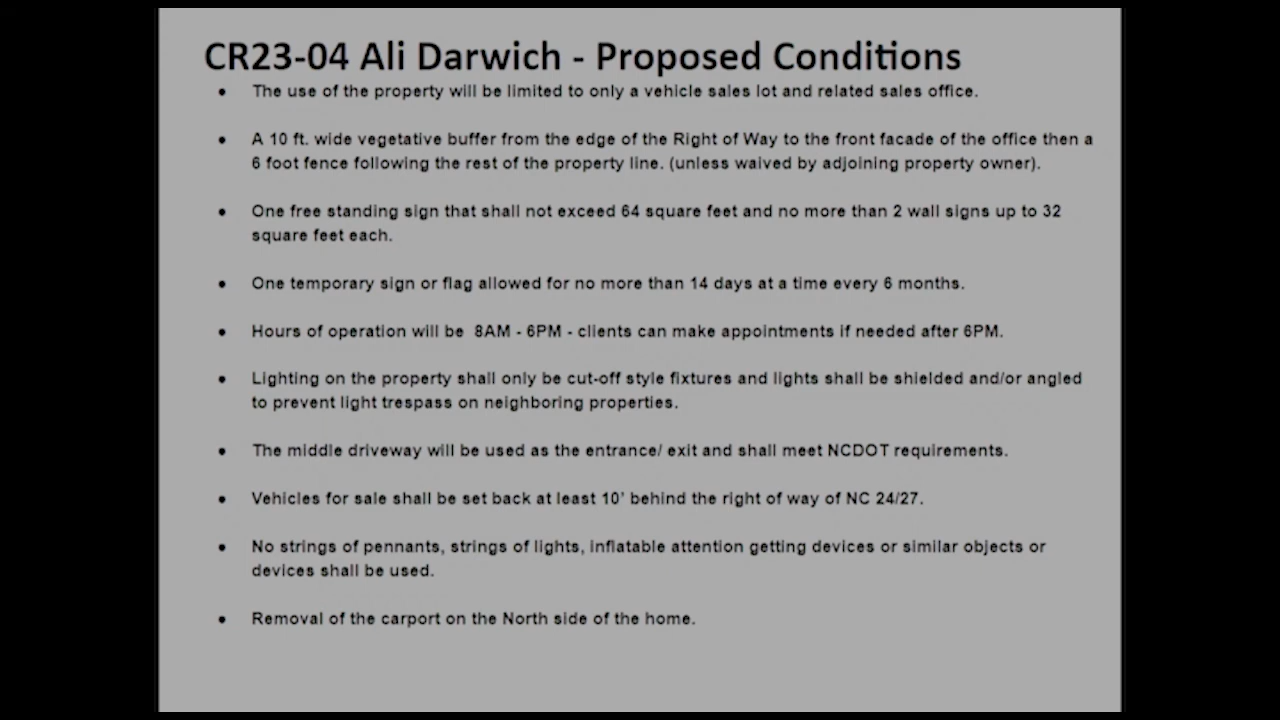 CR23-04 Ali Darwich - Proposed Conditions
• The use of the property will be limited to only a vehicle sales lot and related sales office.
• A 10 ft. wide vegetative buffer from the edge of the Right of Way to the front facade of the office then a
6 foot fence following the rest of the property line. (unless waived by adjoining property owner).
• One free standing sign that shall not exceed 64 square feet and no more than 2 wall signs up to 32
square feet each.
• One temporary sign or flag allowed for no more than 14 days at a time every 6 months.
• Hours of operation will be 8AM - 6PM - clients can make appointments if needed after 6PM.
• Lighting on the property shall only be cut-off style fixtures and lights shall be shielded and/or angled
to prevent light trespass on neighboring properties.
• The middle driveway will be used as the entrance/ exit and shall meet NCDOT requirements.
• Vehicles for sale shall be set back at least 10' behind the right of way of NC 24/27.
• No strings of pennants, strings of lights, inflatable attention getting devices or similar objects or
devices shall be used.
• Removal of the carport on the North side of the home.